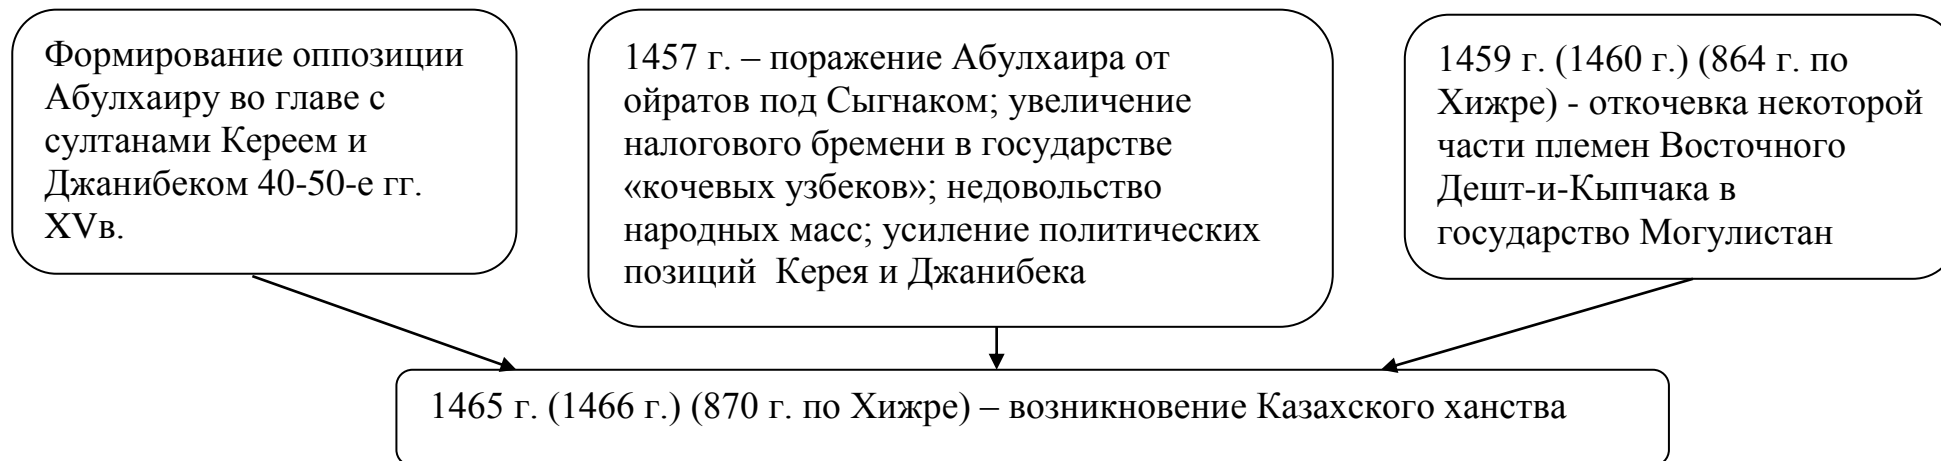 Формирование оппозиции
Абулхаиру во главе с
султанами Кереем и
Джанибеком 40-50-е гг.
XVв.
1457 г. – поражение Абулхаира от
ойратов под Сыгнаком; увеличение
налогового бремени в государстве
«кочевых узбеков»; недовольство
народных масс; усиление политических
позиций  Керея и Джанибека
1459 г. (1460 г.) (864 г. по
Хижре) - откочевка некоторой
части племен Восточного
Дешт-и-Кыпчака в
государство Могулистан
1465 г. (1466 г.) (870 г. по Хижре) – возникновение Казахского ханства